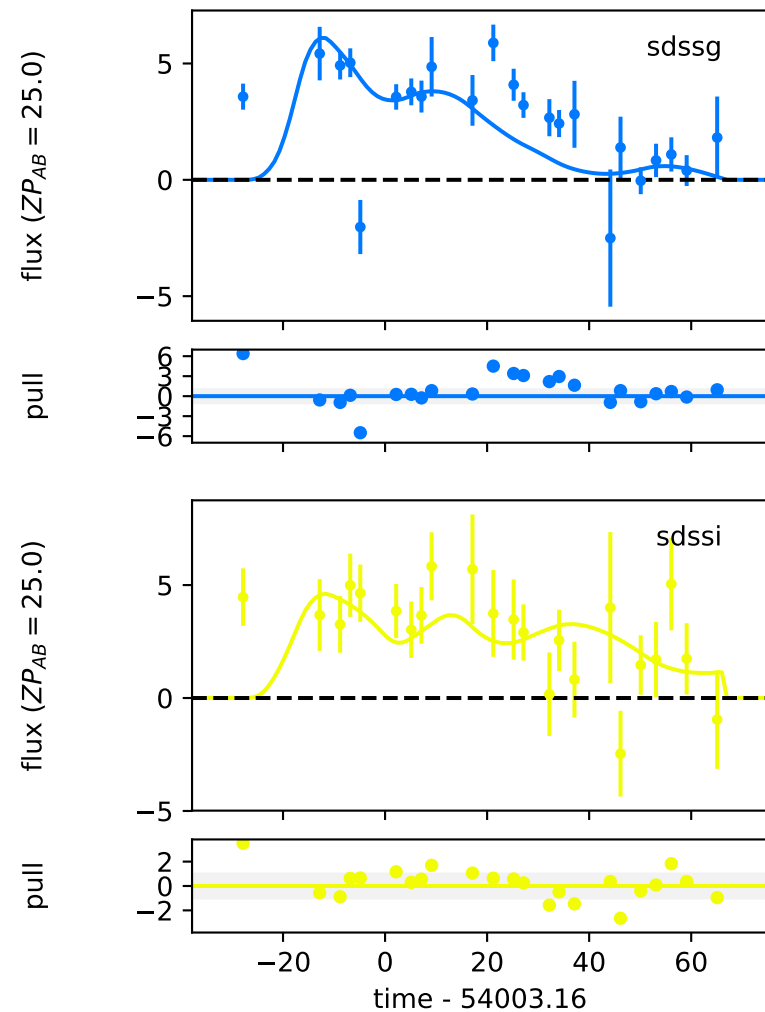 sdssg
flux ($ZP_{AB}$ = 25.0)
5
0
−5
pull
6
3
0
−3
−6
sdssi
flux ($ZP_{AB}$ = 25.0)
5
0
−5
pull
2
0
−2
−20 0 20 40 60
time - 54003.16